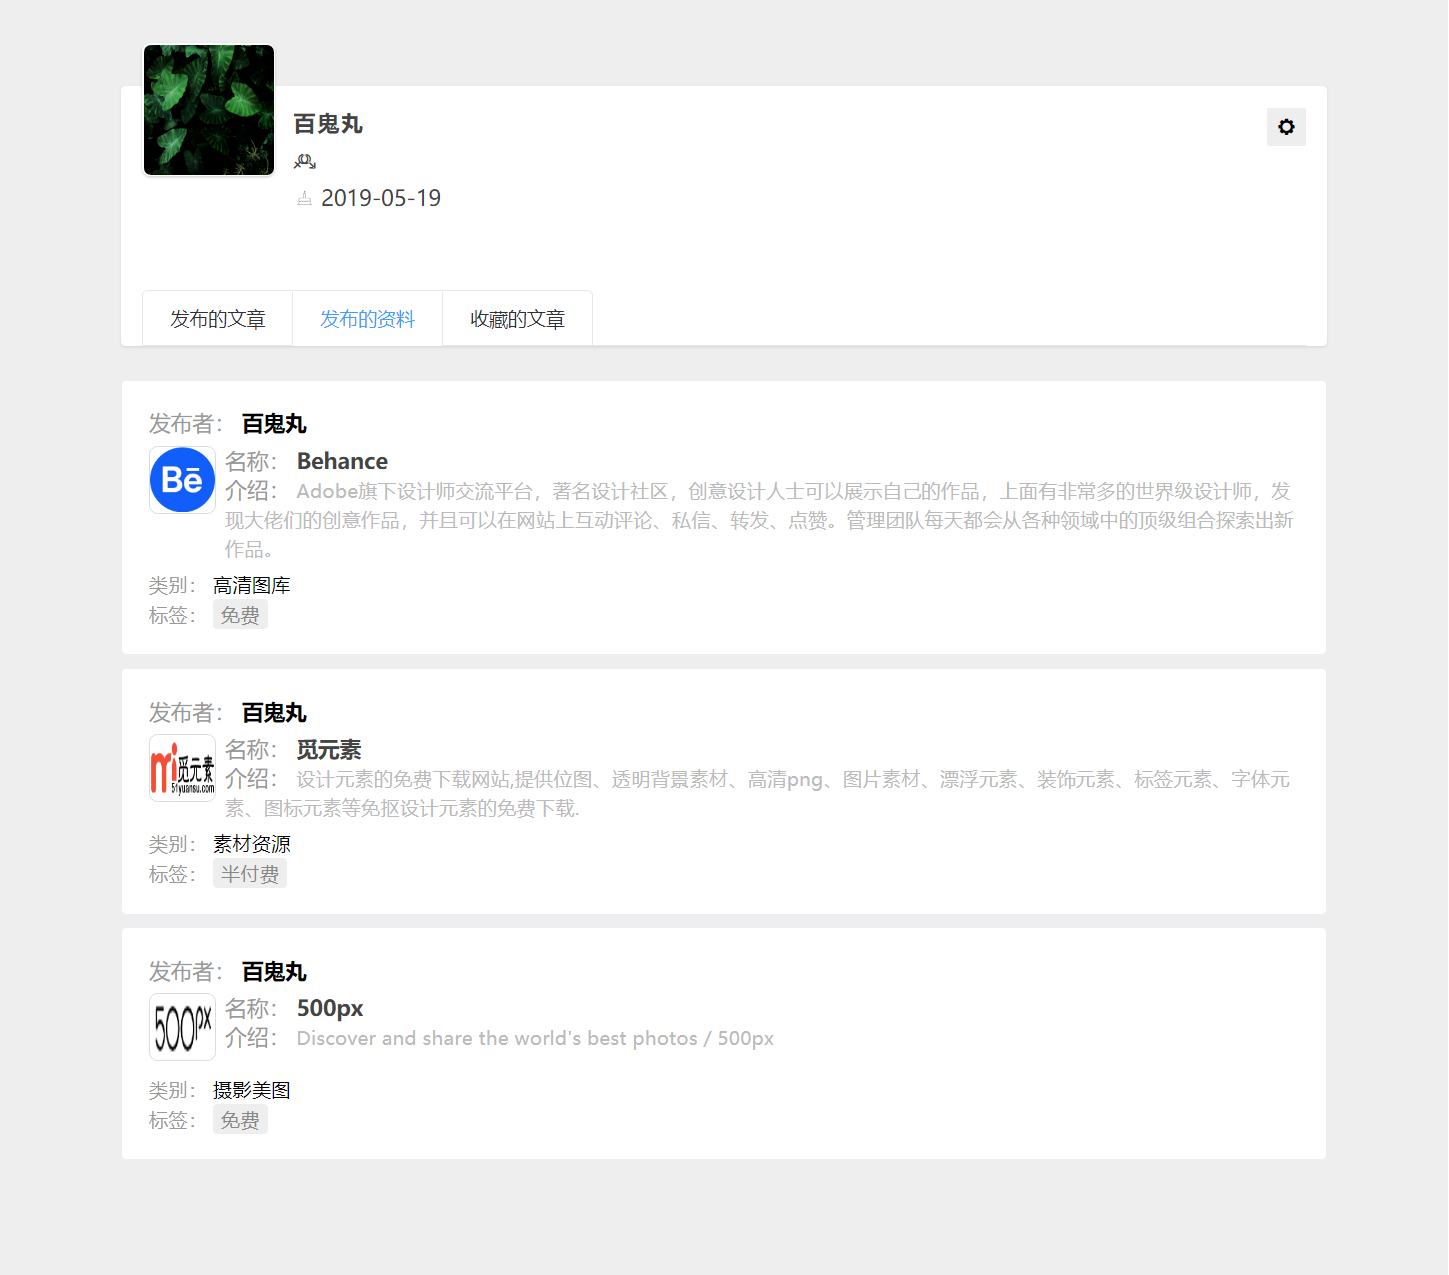 百鬼丸
2019-05-19
发布的文章
发布的资料
收藏的文章
发布者： 百鬼丸
Bē
名称： Behance
介绍： Adobe旗下设计师交流平台，著名设计社区，创意设计人士可以展示自己的作品，上面有非常多的世界级设计师，发
现大佬们的创意作品，并且可以在网站上互动评论、私信、转发、点赞。管理团队每天都会从各种领域中的顶级组合探索出新
作品。
类别： 高清图库
标签： 免费
发布者： 百鬼丸
mi觅元素
51yuansu.com
名称： 觅元素
介绍： 设计元素的免费下载网站,提供位图、透明背景素材、高清png、图片素材、漂浮元素、装饰元素、标签元素、字体元
素、图标元素等免抠设计元素的免费下载.
类别： 素材资源
标签： 半付费
发布者： 百鬼丸
500px
名称： 500px
介绍： Discover and share the world's best photos / 500px
类别： 摄影美图
标签： 免费